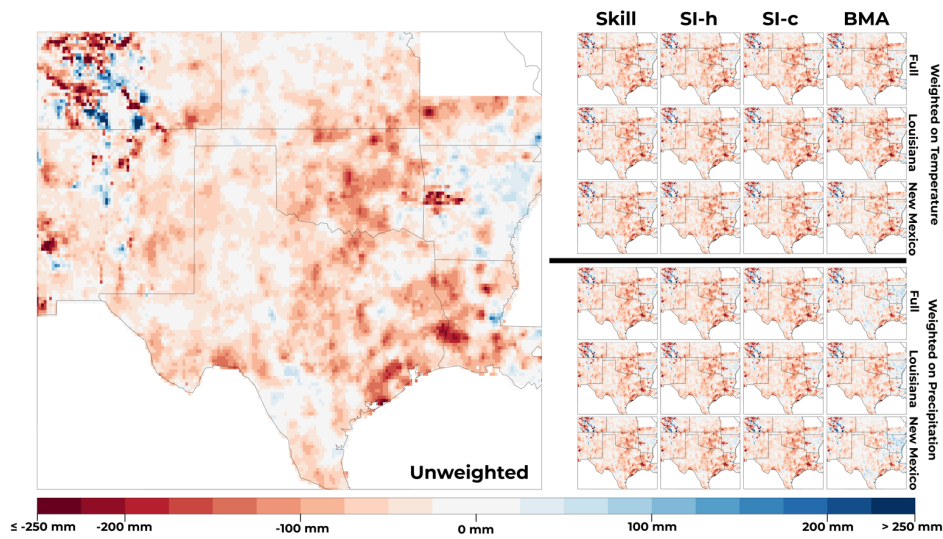 Skill SI-h SI-c BMA
Full
Louisiana
New Mexico
Weighted on Temperature
Full
Louisiana
New Mexico
Weighted on Precipitation
Unweighted
≤ -250 mm -200 mm -100 mm 0 mm 100 mm 200 mm > 250 mm